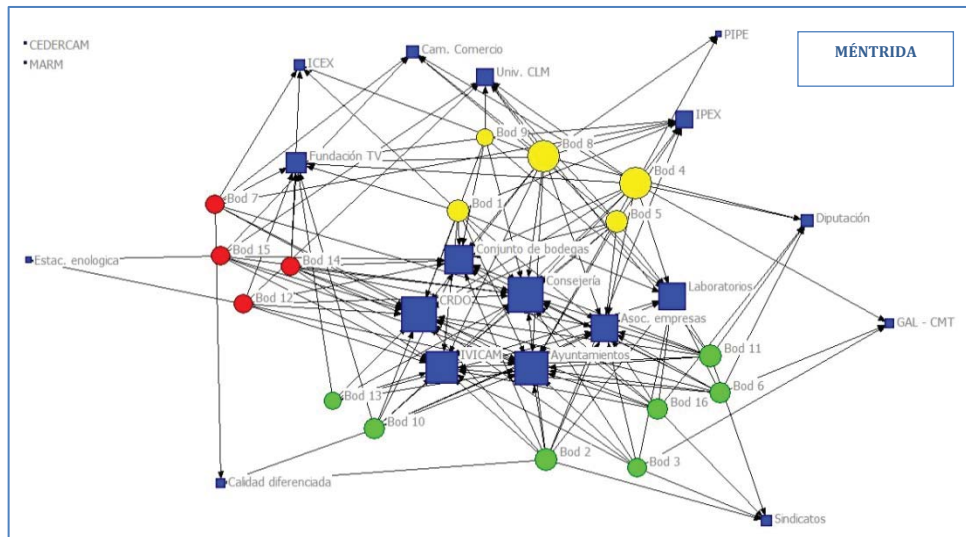 CEDERCAM
MARM
ICEX
Cam. Comercio
Univ. CLM
PIPE
MÉNTRIDA
IPEX
Bod 9
Bod 8
Fundación TV
Bod 4
Bod 7
Bod 1
Bod 5
Diputación
Bod 15
Conjunto de bodegas
Estac. enologica
Bod 14
Consejería
Laboratorios
Bod 12
CRDO
Asoc. empresas
GAL - CMT
IVICAM
Ayuntamientos
Bod 11
Bod 6
Bod 13
Bod 16
Bod 10
Bod 2
Bod 3
Calidad diferenciada
Sindicatos